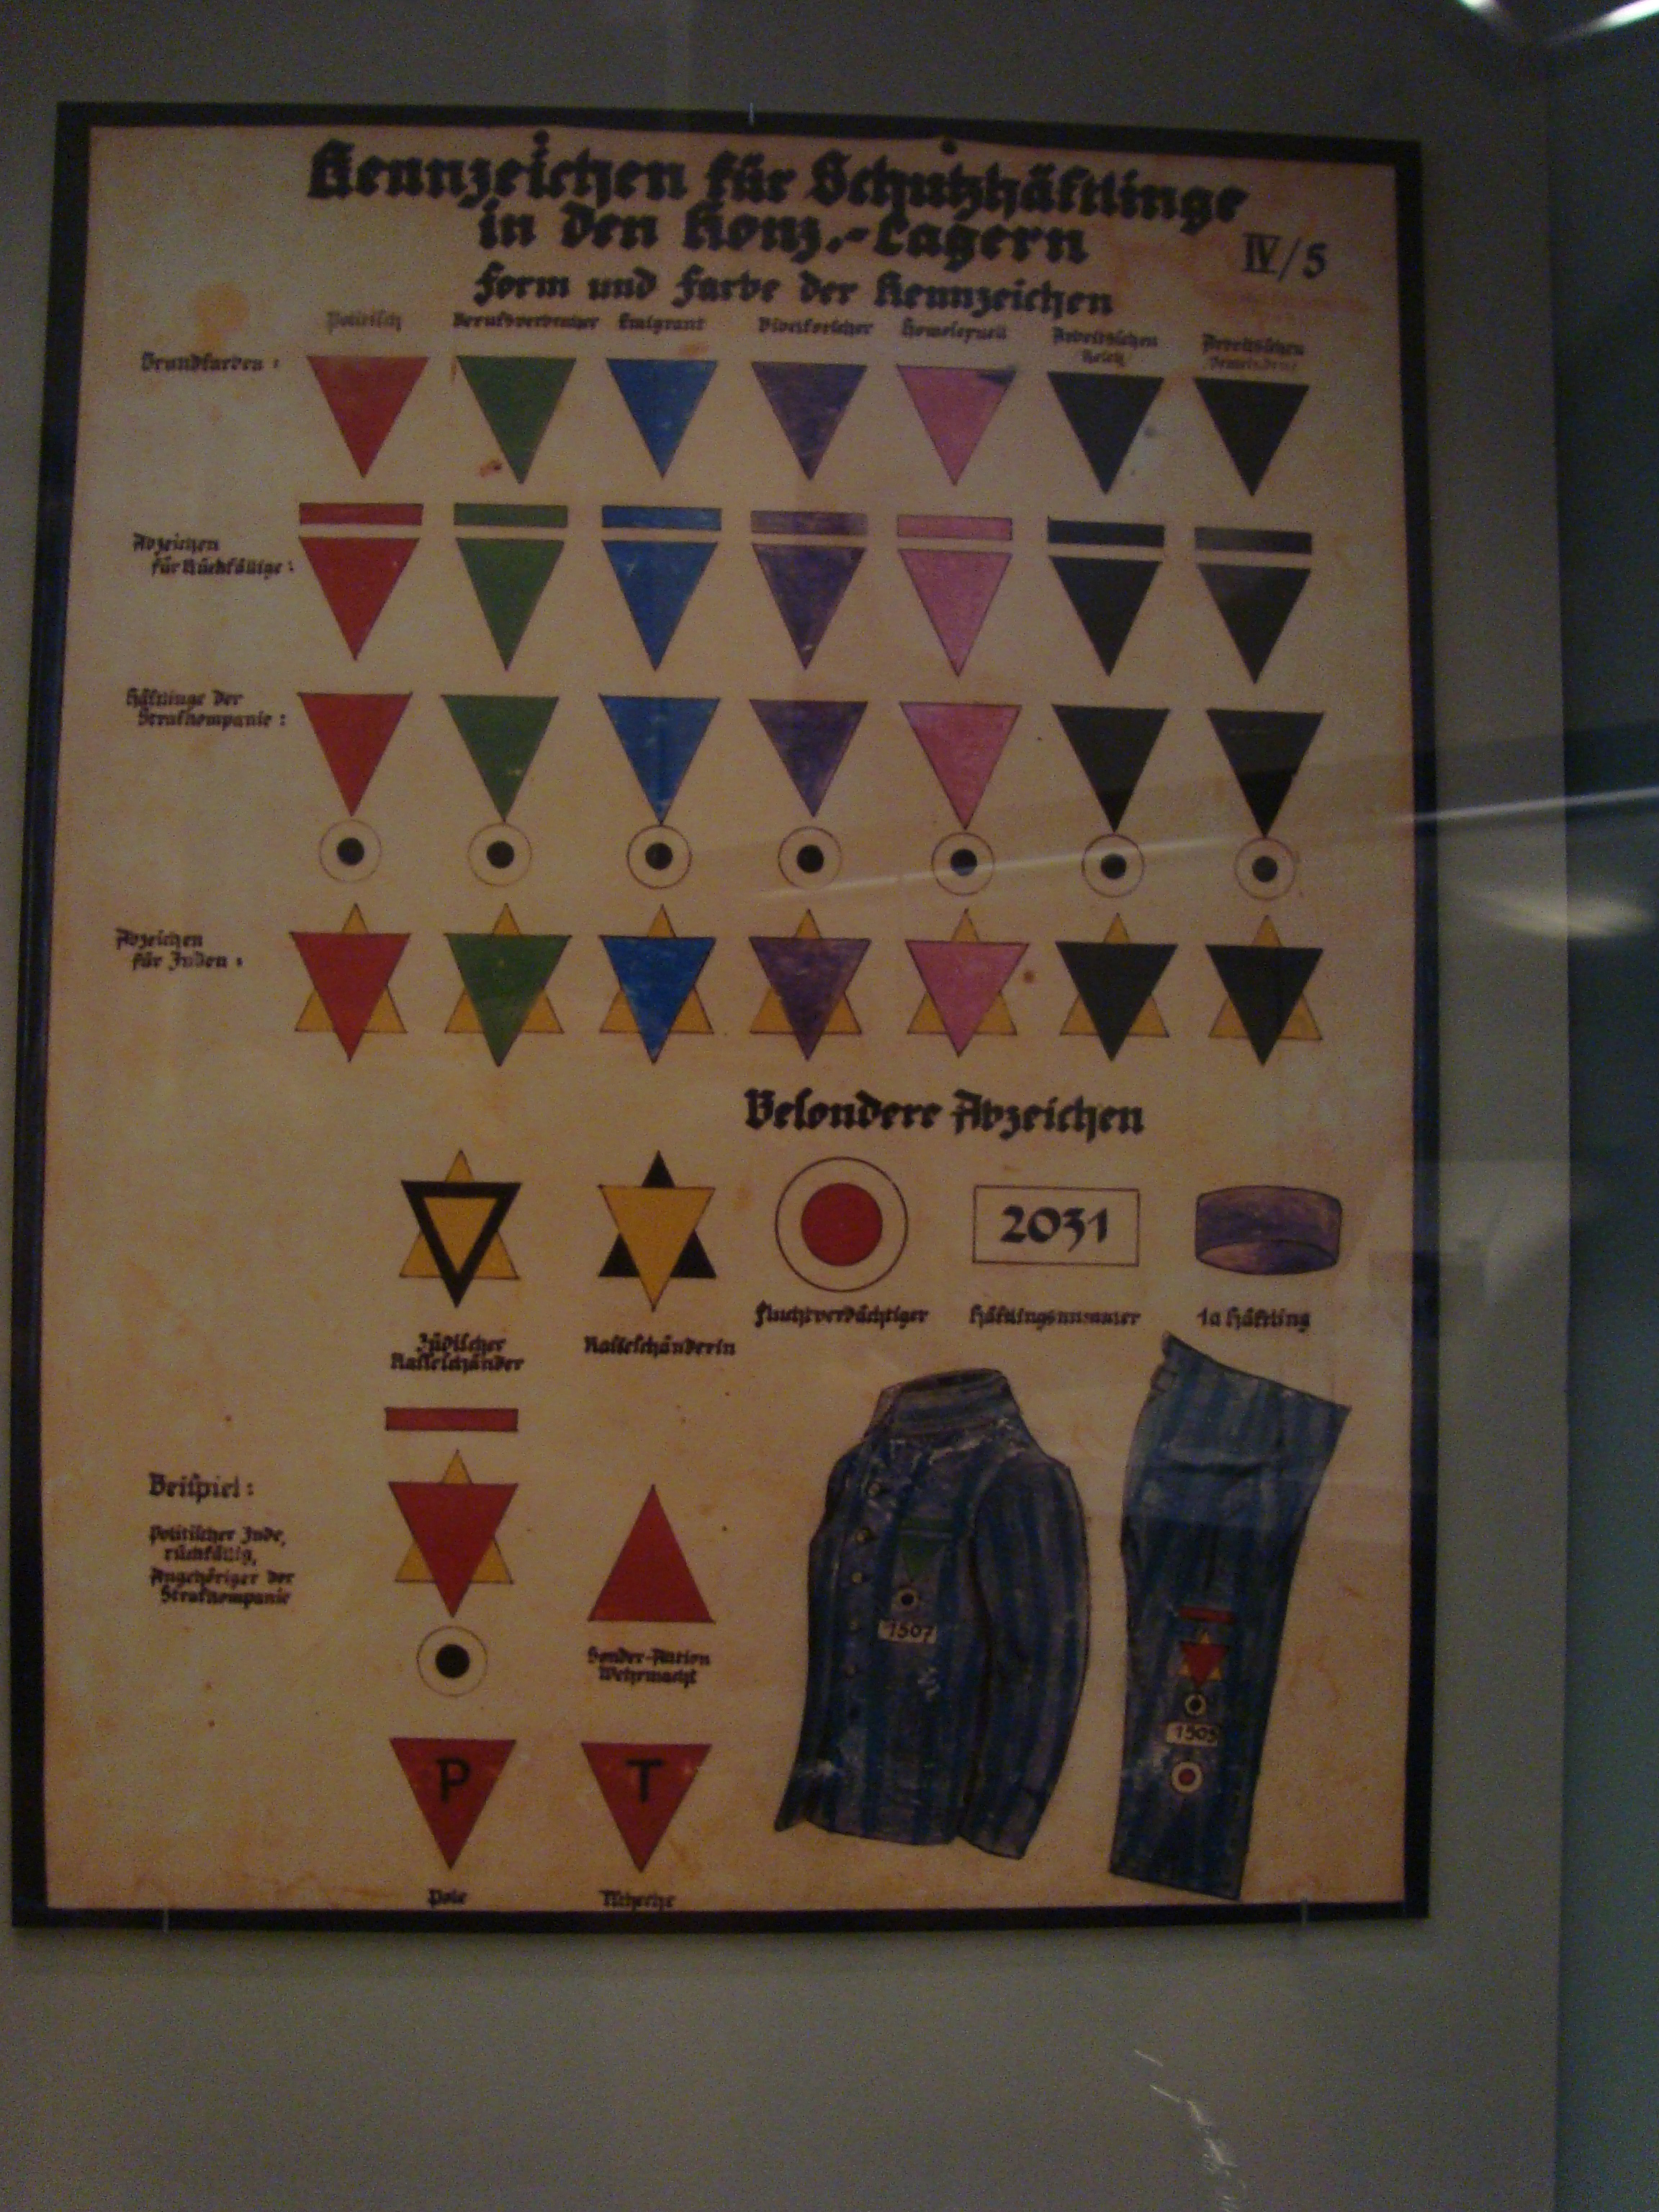 Kennzeichen für Schutzhäftlinge
in den Konz.-Lagern
IV/5
Form und Farbe der Kennzeichen
Politisch Berufsverbrecher Emigrant Bibelforscher Homosexuell Arbeitsscheu Reich Arbeitsscheu
Grundfarben:
Abzeichen
für Rückfällige:
Häftlinge der
Strafkompanie:
Abzeichen
für Juden:
Besondere Abzeichen
2031
Jüdischer
Rasseschänder
Rasseschänderin
Fluchtverdächtiger
Häftlingsnummer
1a Häftling
Beispiel:
Politischer Jude,
rückfällig,
Angehöriger der
Strafkompanie
Sonder-Aktion
Wehrmacht
1507
1505
P
T
Pole
Tscheche